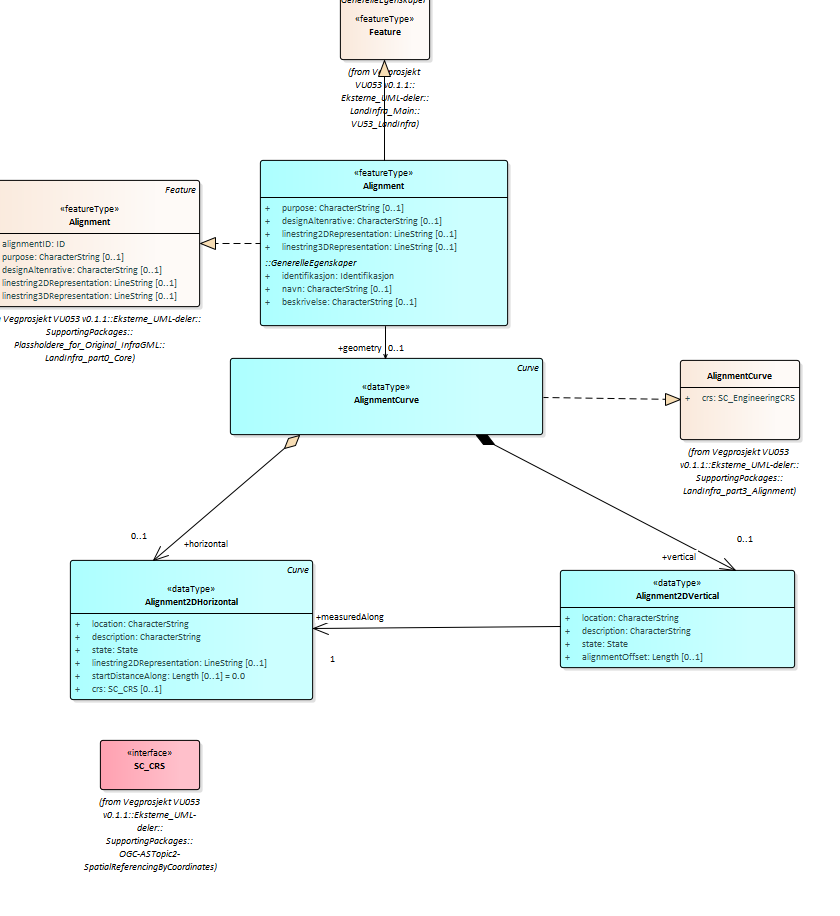 GenerelleEgenskaper
«featureType»
Feature
(from Vegprosjekt
VU053 v0.1.1::
Eksterne_UML-deler::
LandInfra_Main::
VU53_LandInfra)
«featureType»
Alignment
+ purpose: CharacterString [0..1]
+ designAltenrative: CharacterString [0..1]
+ linestring2DRepresentation: LineString [0..1]
+ linestring3DRepresentation: LineString [0..1]
::GenerelleEgenskaper
+ identifikasjon: Identifikasjon
+ navn: CharacterString [0..1]
+ beskrivelse: CharacterString [0..1]
Feature
«featureType»
Alignment
alignmentID: ID
purpose: CharacterString [0..1]
designAltenrative: CharacterString [0..1]
linestring2DRepresentation: LineString [0..1]
linestring3DRepresentation: LineString [0..1]
Vegprosjekt VU053 v0.1.1::Eksterne_UML-deler::
SupportingPackages::
Plassholdere_for_Original_InfraGML::
LandInfra_part0_Core)
+geometry 0..1
Curve
«dataType»
AlignmentCurve
AlignmentCurve
+ crs: SC_EngineeringCRS
(from Vegprosjekt VU053
v0.1.1::Eksterne_UML-deler::
SupportingPackages::
LandInfra_part3_Alignment)
0..1
+horizontal
0..1
+vertical
Curve
«dataType»
Alignment2DHorizontal
+ location: CharacterString
+ description: CharacterString
+ state: State
+ linestring2DRepresentation: LineString [0..1]
+ startDistanceAlong: Length [0..1] = 0.0
+ crs: SC_CRS [0..1]
+measuredAlong
1
«dataType»
Alignment2DVertical
+ location: CharacterString
+ description: CharacterString
+ state: State
+ alignmentOffset: Length [0..1]
«interface»
SC_CRS
(from Vegprosjekt VU053
v0.1.1::Eksterne_UML-
deler::
SupportingPackages::
OGC-ASTopic2-
SpatialReferencingByCoordinates)